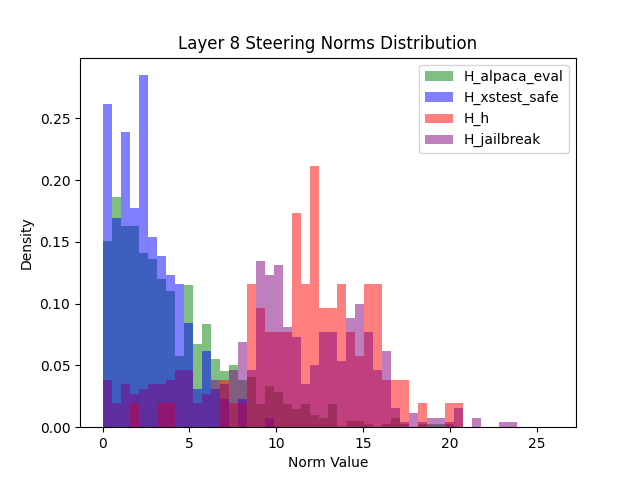 Layer 8 Steering Norms Distribution
H_alpaca_eval
H_xstest_safe
H_h
H_jailbreak
Density
0.25
0.20
0.15
0.10
0.05
0.00
0
5
10
15
20
25
Norm Value